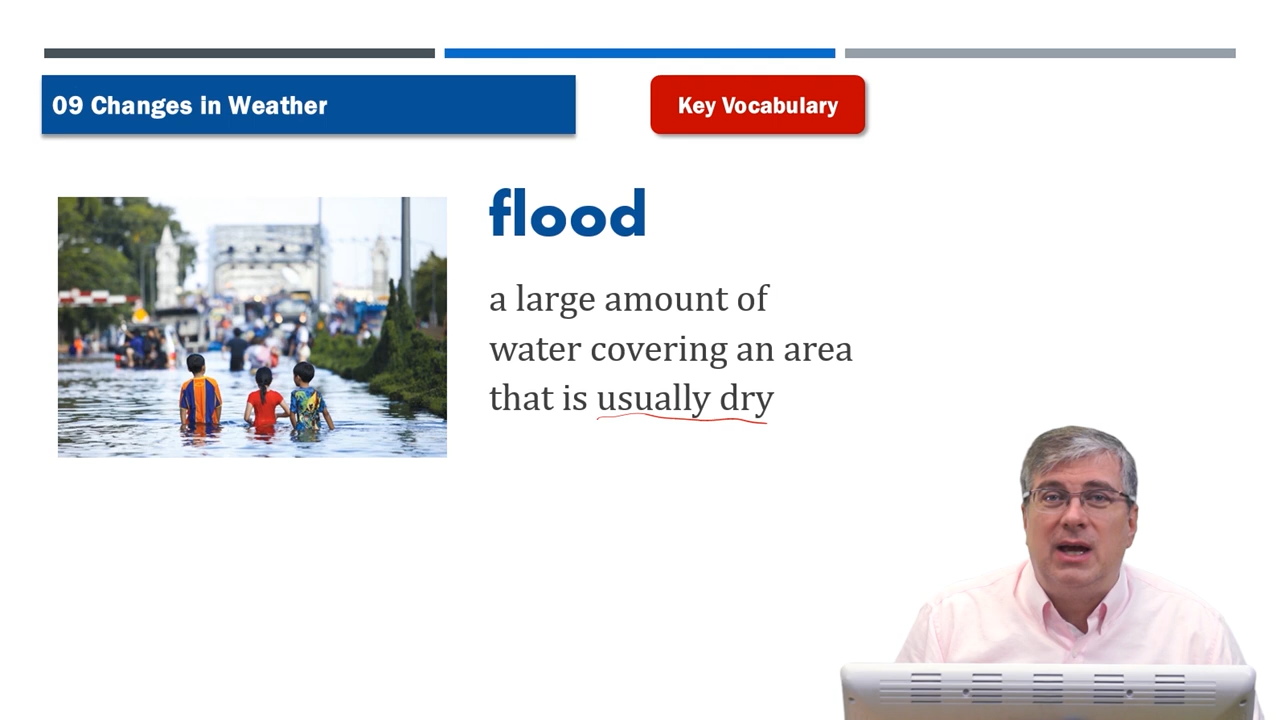 09 Changes in Weather
Key Vocabulary
flood
a large amount of
water covering an area
that is usually dry